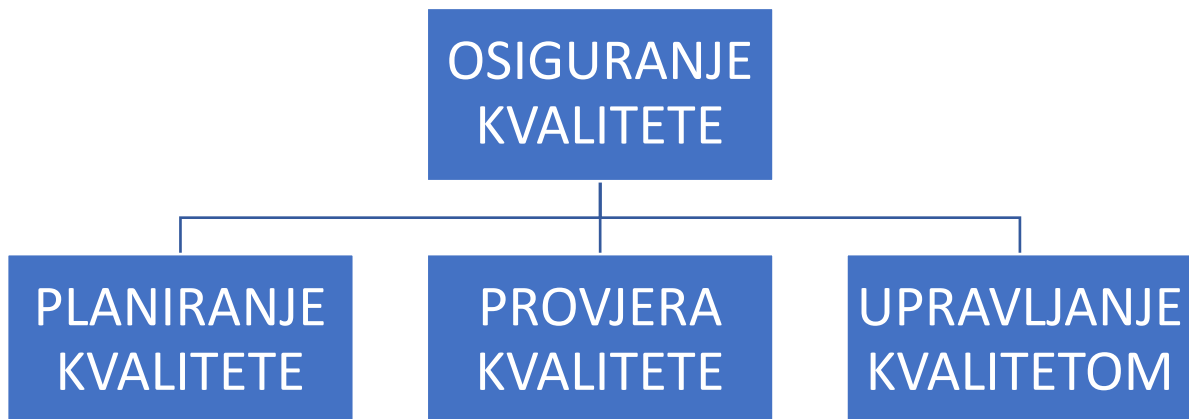 OSIGURANJE
KVALITETE
PLANIRANJE
KVALITETE
PROVJERA
KVALITETE
UPRAVLJANJE
KVALITETOM